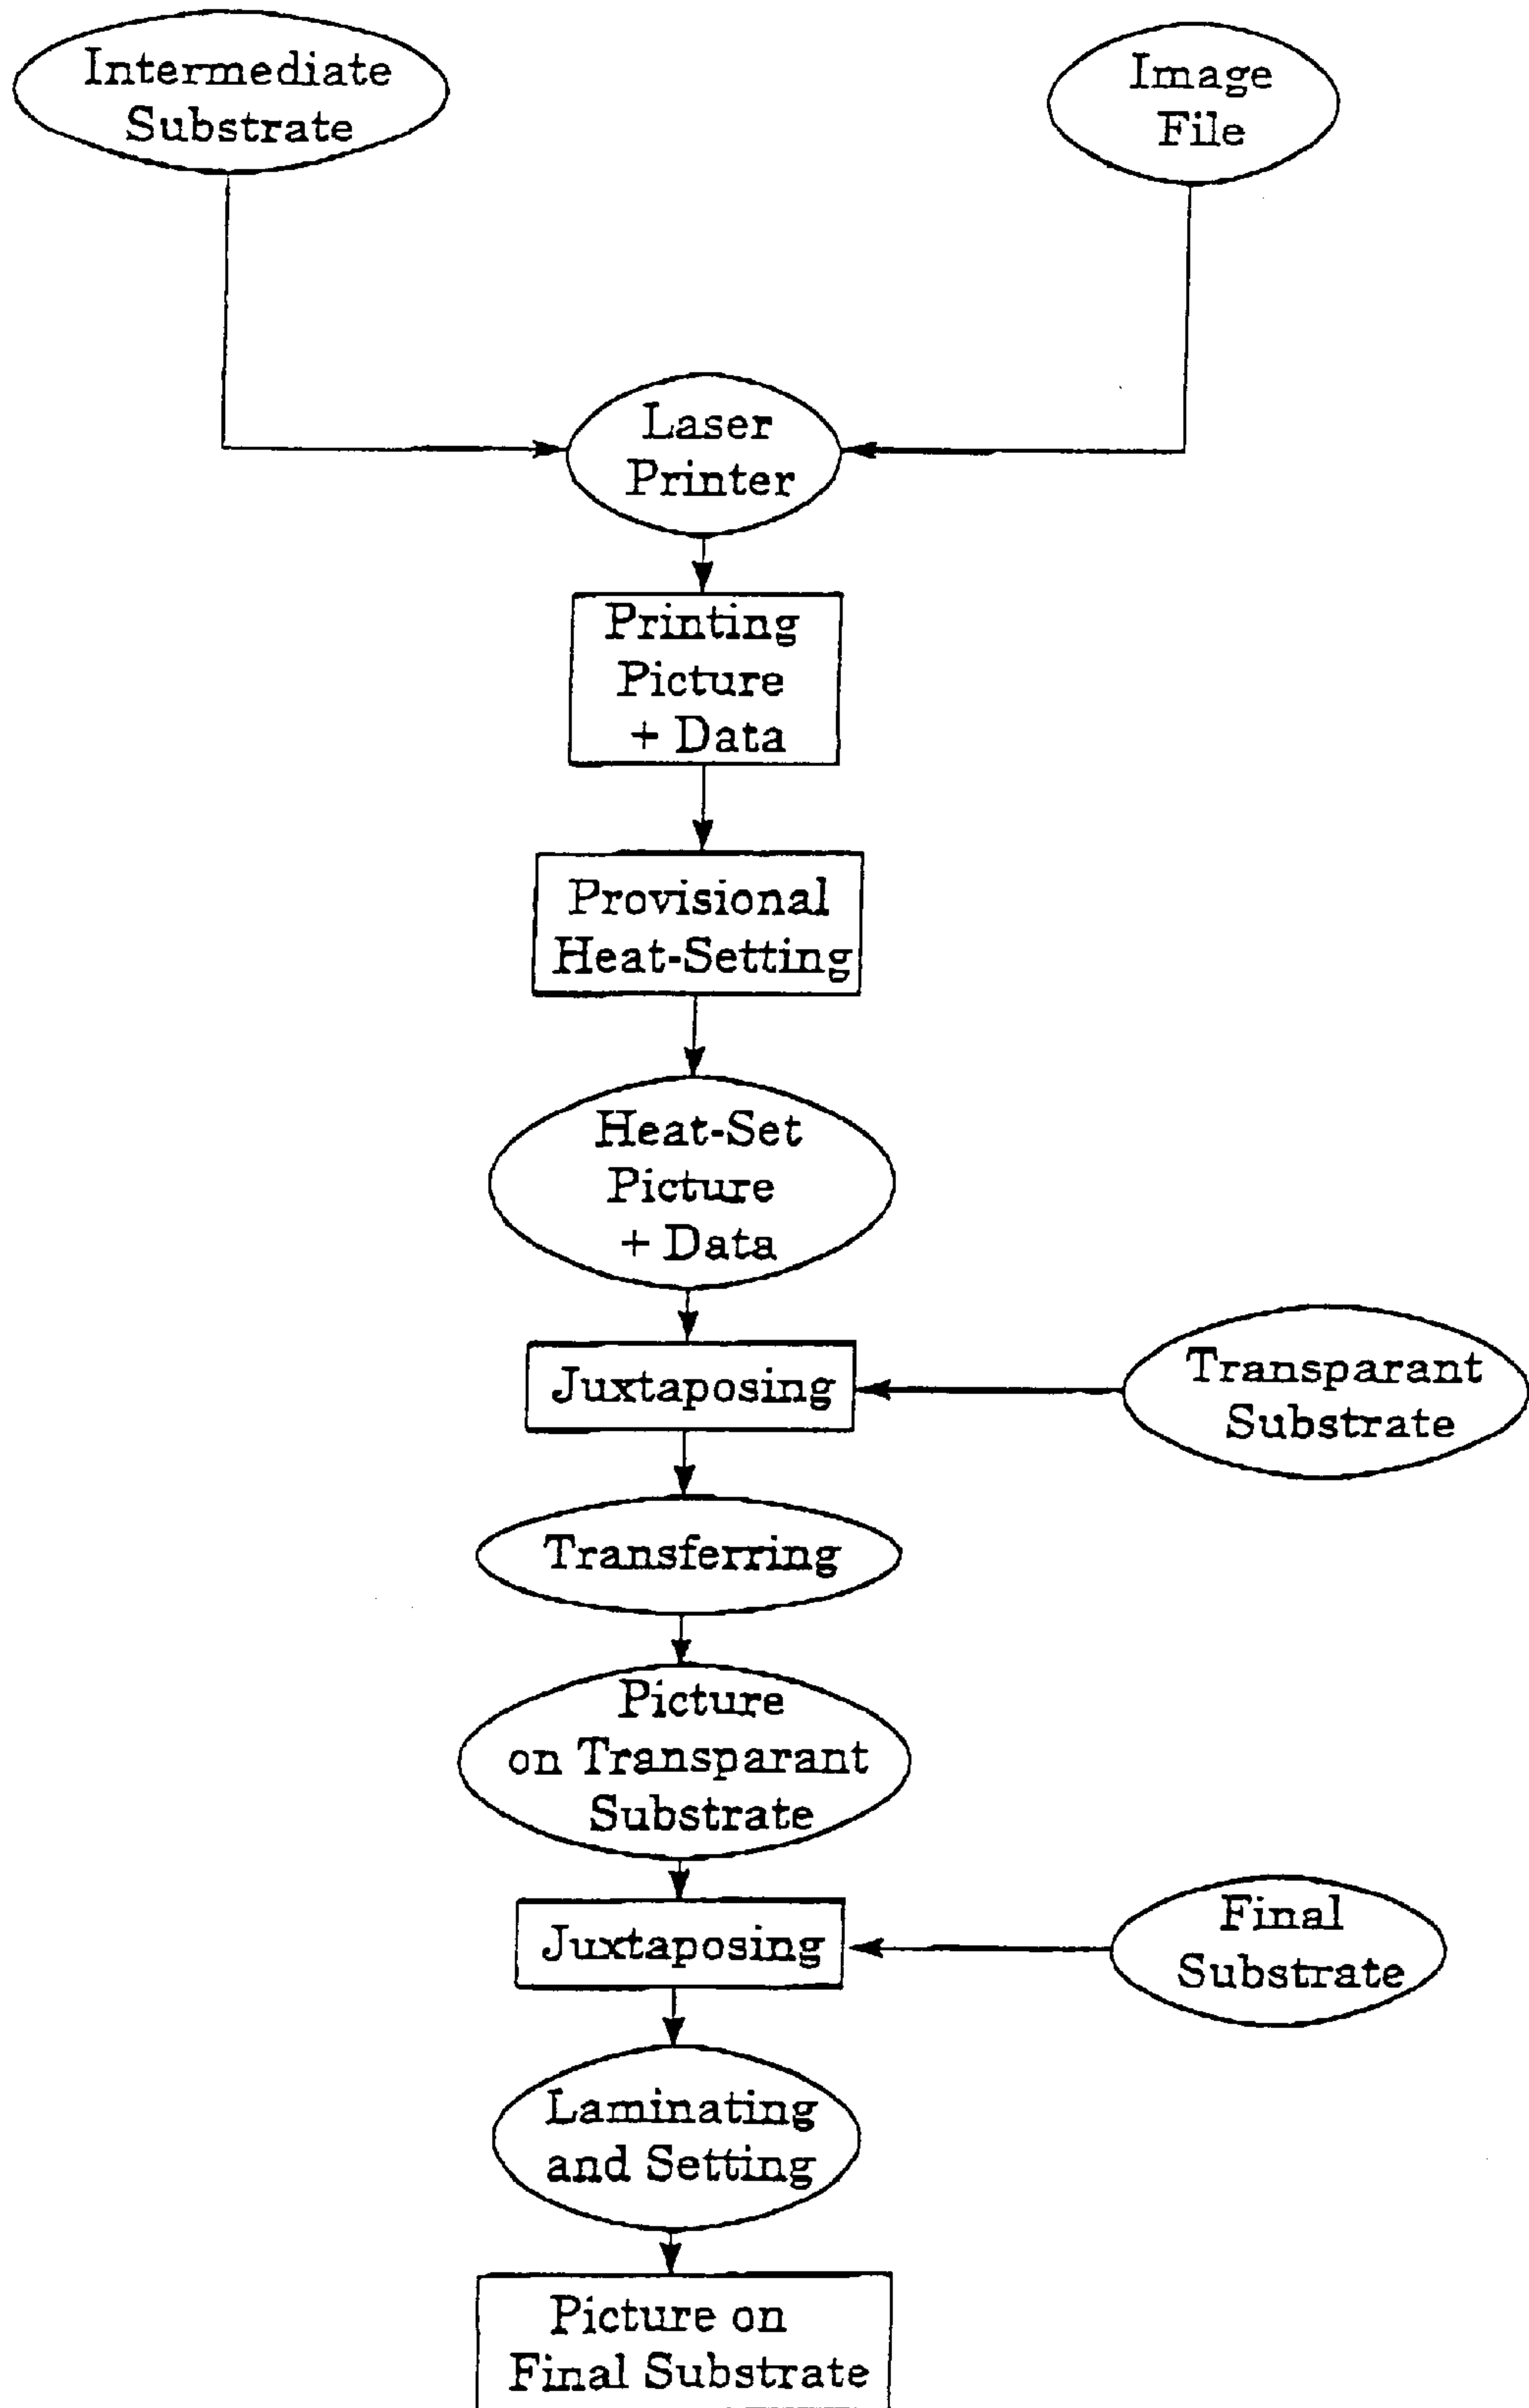 Intermediate
Substrate
Image
File
Laser
Printer
Printing
Picture
+ Data
Provisional
Heat-Setting
Heat-Set
Picture
+ Data
Juxtaposing
Transparant
Substrate
Transferring
Picture
on Transparant
Substrate
Juxtaposing
Final
Substrate
Laminating
and Setting
Picture on
Final Substrate